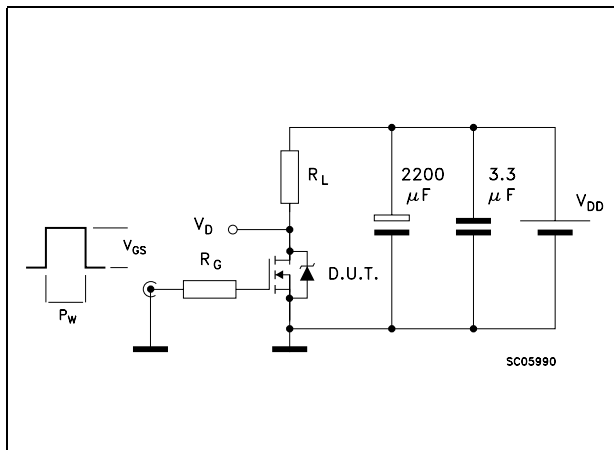 R_L
2200
μF
3.3
μF
V_DD
V_D
V_GS
R_G
D.U.T.
P_W
SC05990